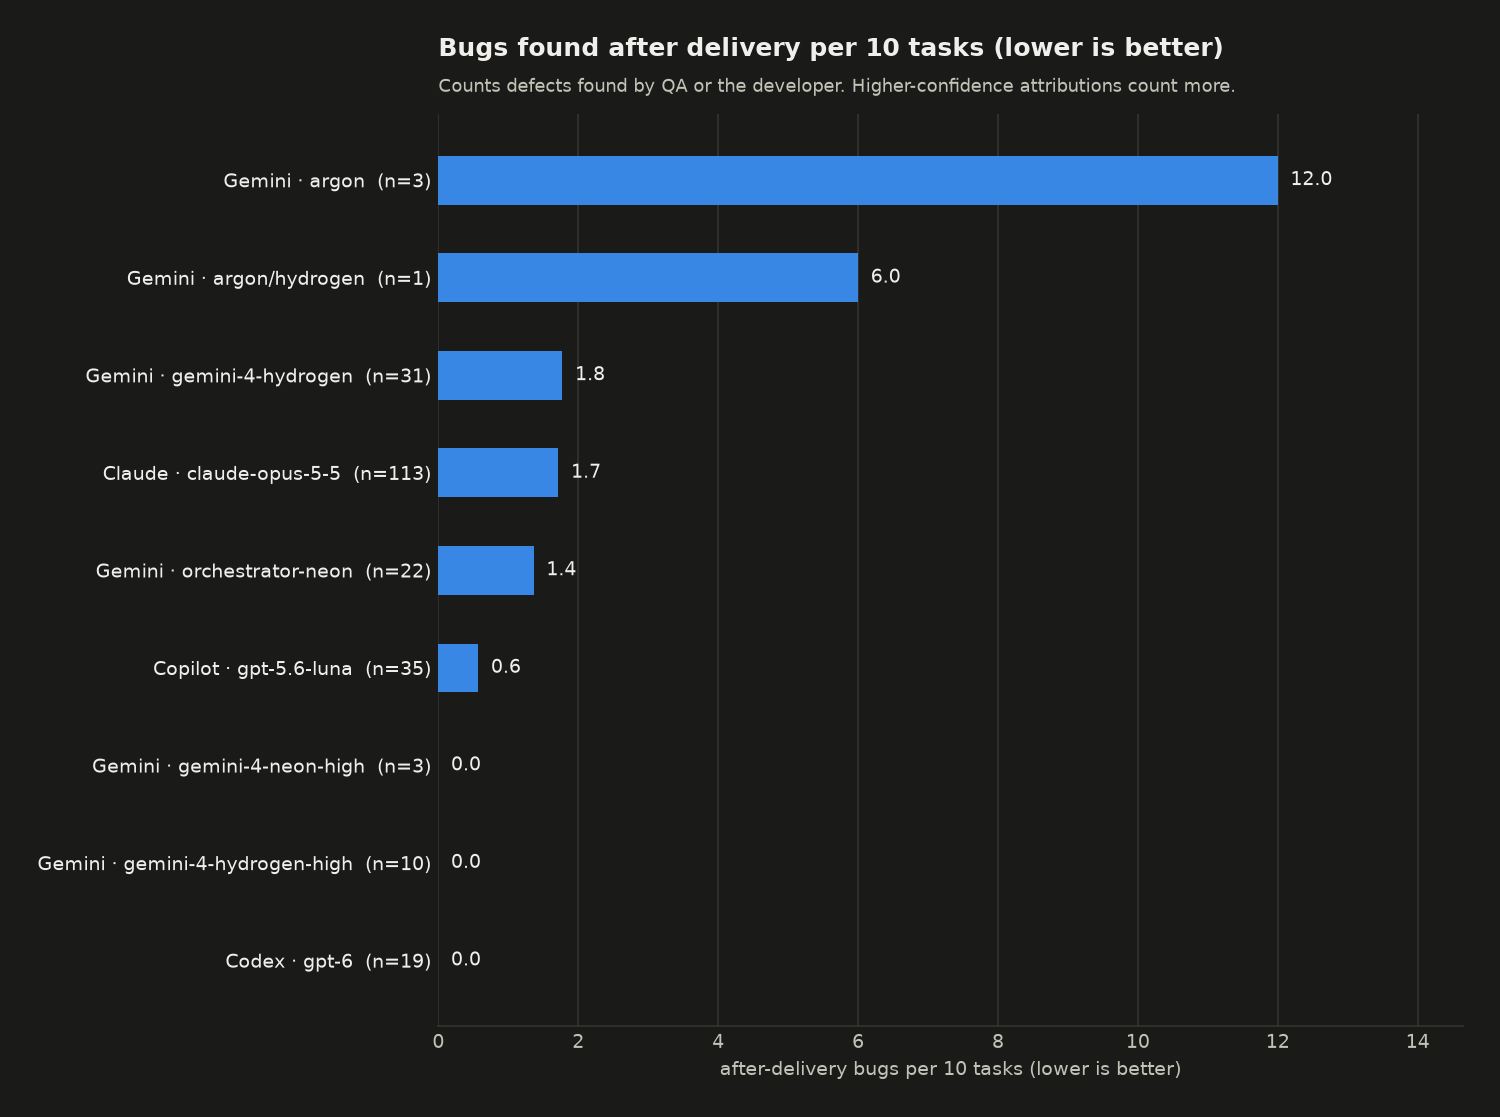 Bugs found after delivery per 10 tasks (lower is better)
Counts defects found by QA or the developer. Higher-confidence attributions count more.
Gemini · argon (n=3) 12.0
Gemini · argon/hydrogen (n=1) 6.0
Gemini · gemini-4-hydrogen (n=31) 1.8
Claude · claude-opus-5-5 (n=113) 1.7
Gemini · orchestrator-neon (n=22) 1.4
Copilot · gpt-5.6-luna (n=35) 0.6
Gemini · gemini-4-neon-high (n=3) 0.0
Gemini · gemini-4-hydrogen-high (n=10) 0.0
Codex · gpt-6 (n=19) 0.0
0 2 4 6 8 10 12 14
after-delivery bugs per 10 tasks (lower is better)